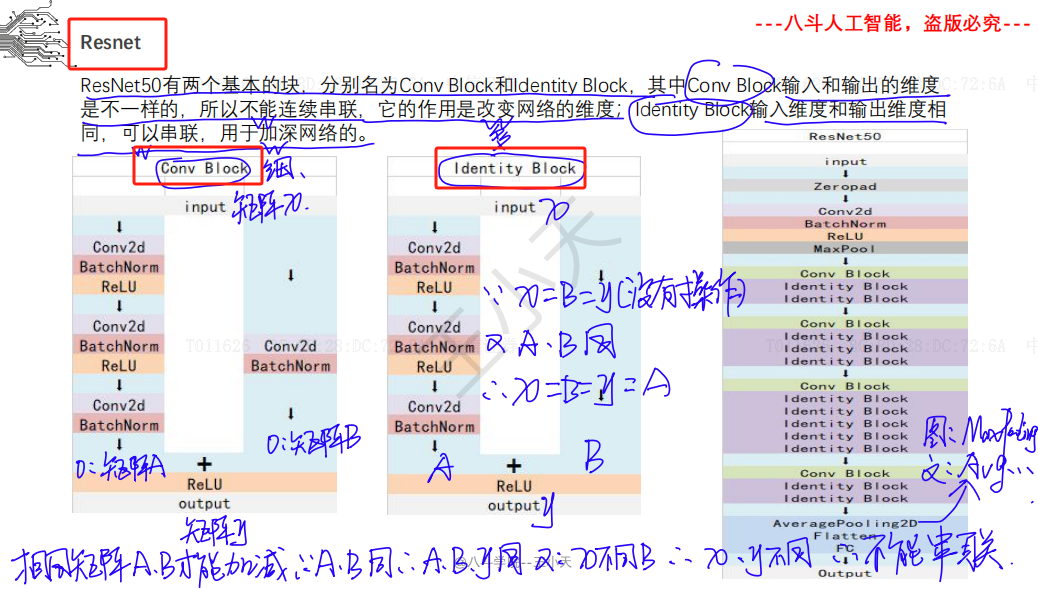 Resnet
---八斗人工智能，盗版必究---
ResNet50有两个基本的块，分别名为Conv Block和Identity Block，其中Conv Block输入和输出的维度
是不一样的，所以不能连续串联，它的作用是改变网络的维度；Identity Block输入维度和输出维度相
同，可以串联，用于加深网络的。
Conv Block
矩阵x.
input
Conv2d
BatchNorm
ReLU
Conv2d
BatchNorm
ReLU
Conv2d
BatchNorm
Conv2d
BatchNorm
O:矩阵A
O:矩阵B
+
ReLU
output
矩阵y
Identity Block
input x
Conv2d
BatchNorm
ReLU
Conv2d
BatchNorm
ReLU
Conv2d
BatchNorm
∵ x=B=y(没有操作)
又A.B同
∴ x=B=y=A
A
B
+
ReLU
output y
王小天
ResNet50
input
Zeropad
Conv2d
BatchNorm
ReLU
MaxPool
Conv Block
Identity Block
Identity Block
Conv Block
Identity Block
Identity Block
Identity Block
Conv Block
Identity Block
Identity Block
Identity Block
Identity Block
Identity Block
Conv Block
Identity Block
Identity Block
AveragePooling2D
Flatten
FC
Output
图:Maxpooling
文:Avg...
相同矩阵A.B才能加减 ∵A.B同 ∴A.B.y同 又∵x不同B ∴x.y不同 ∴不能串联.